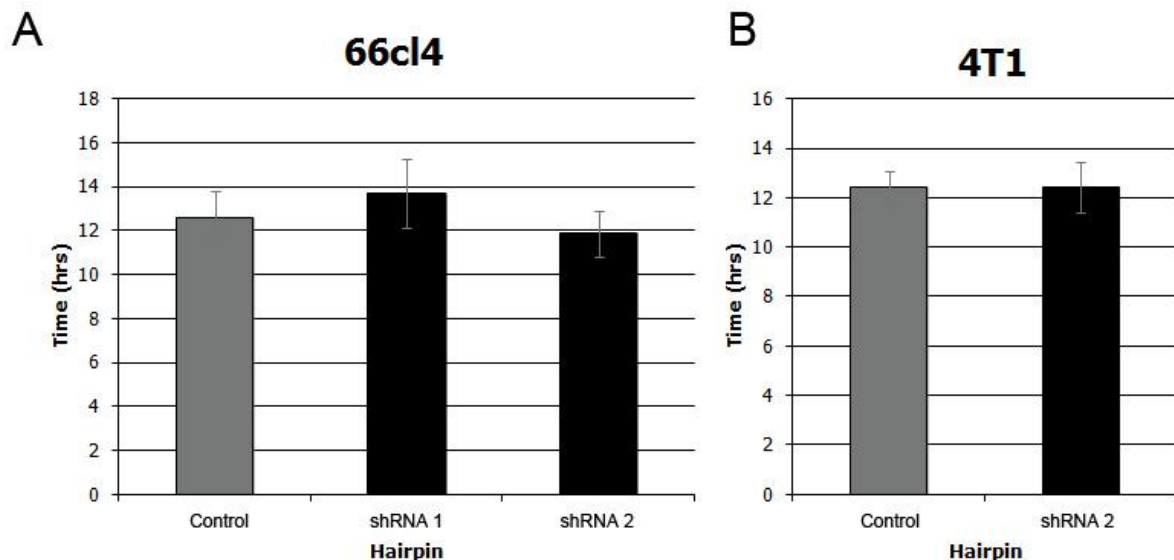 A
66cl4
Time (hrs)
18
16
14
12
10
8
6
4
2
0
Control shRNA 1 shRNA 2
Hairpin
B
4T1
Time (hrs)
16
14
12
10
8
6
4
2
0
Control shRNA 2
Hairpin